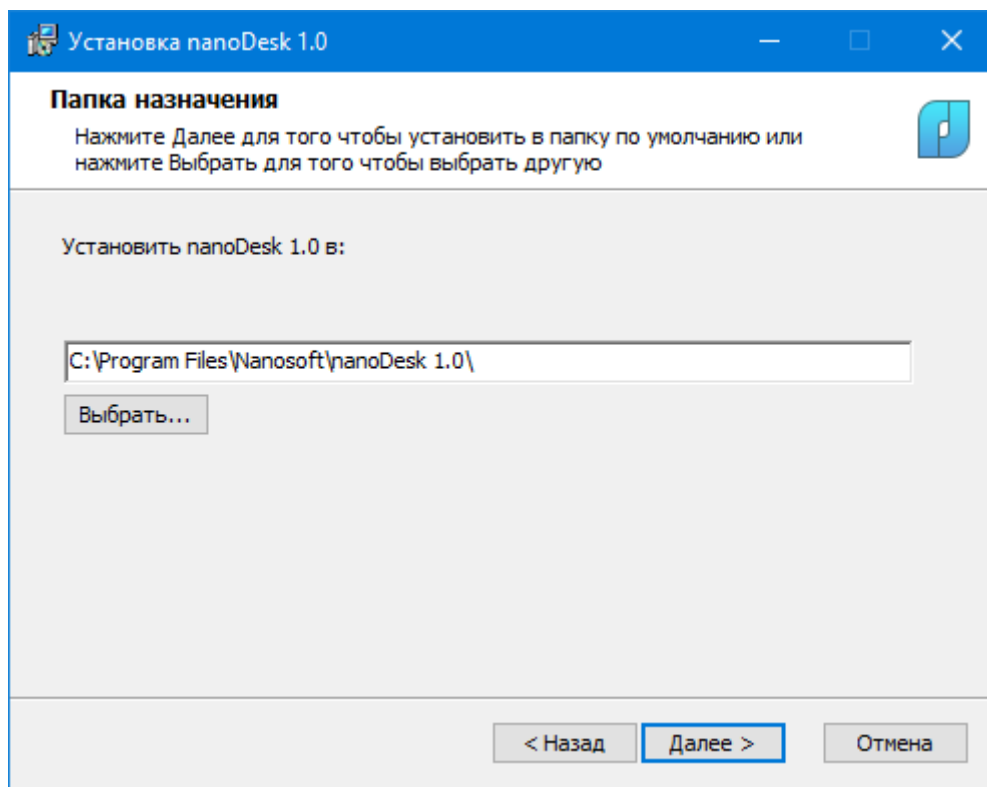 Установка nanoDesk 1.0
Папка назначения
Нажмите Далее для того чтобы установить в папку по умолчанию или
нажмите Выбрать для того чтобы выбрать другую
Установить nanoDesk 1.0 в:
C:\Program Files\Nanosoft\nanoDesk 1.0\
Выбрать...
< Назад
Далее >
Отмена